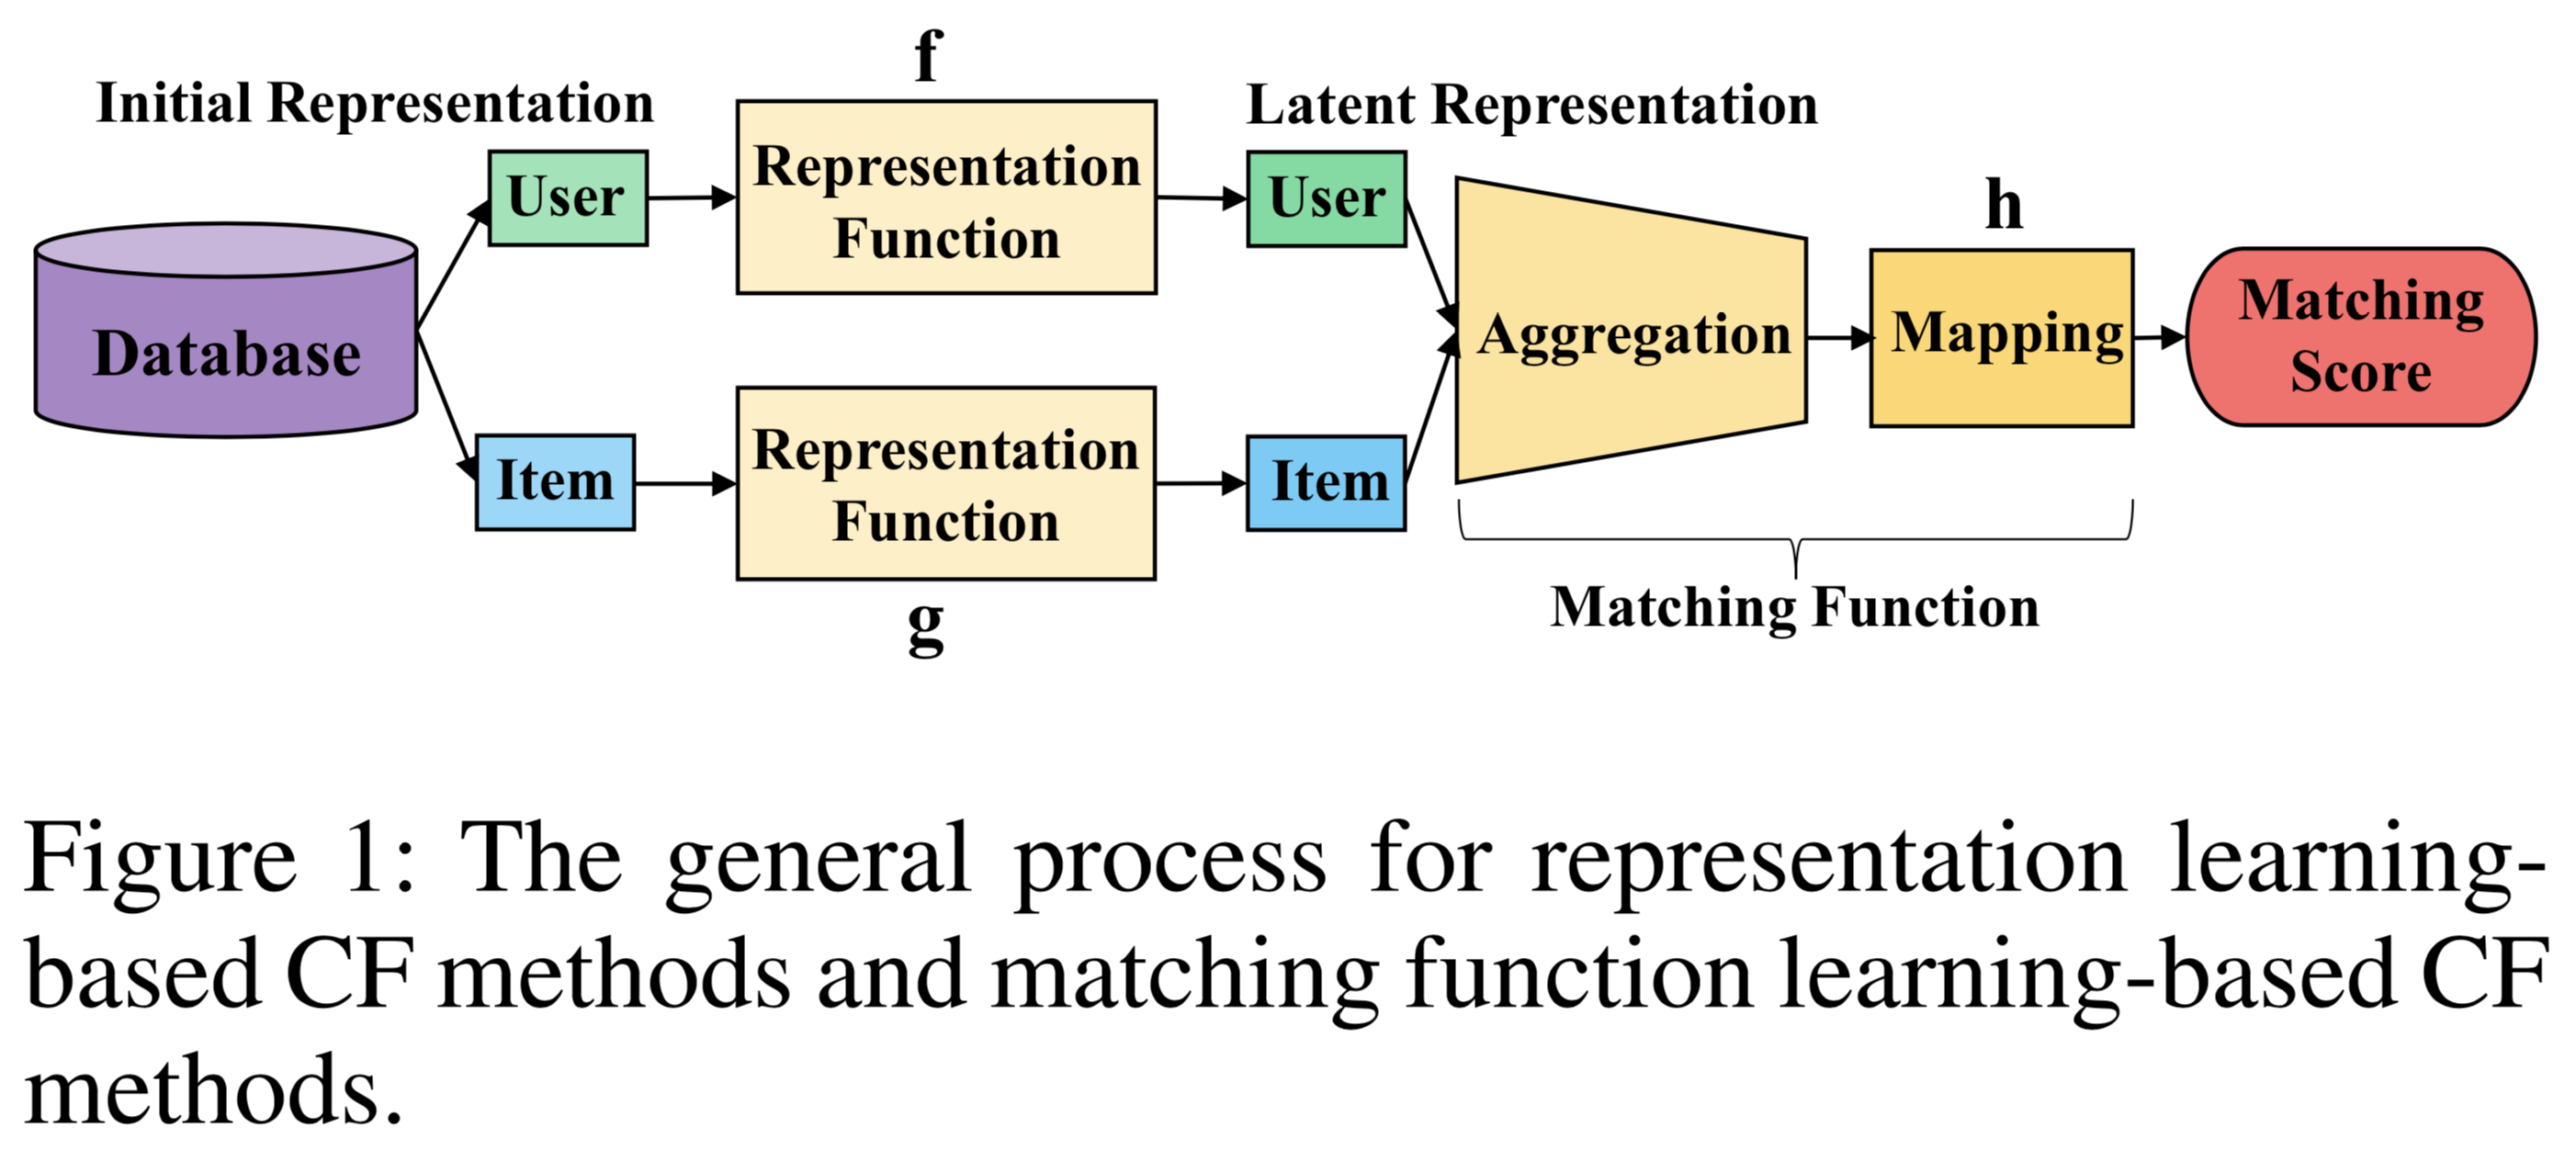 f
Initial Representation
Latent Representation
User
Representation
Function
User
h
Database
Aggregation
Mapping
Matching
Score
Item
Representation
Function
Item
g
Matching Function
Figure 1: The general process for representation learning-
based CF methods and matching function learning-based CF
methods.